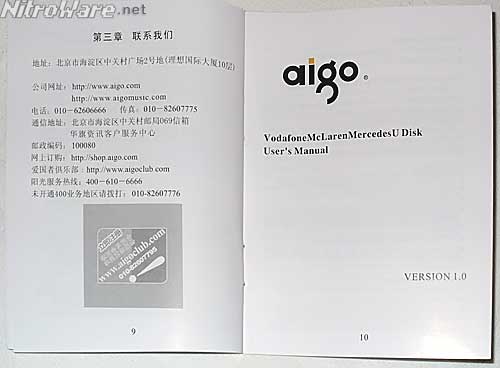 NitroWare.net
第三章 联系我们
地址: 北京市海淀区中关村广场2号地(理想国际大厦10层)
公司网址: http://www.aigo.com
http://www.aigomusic.com
电话: 010-62606666 传真: 010-82607775
通信地址: 北京市海淀区中关村邮局069信箱
华旗资讯客户服务中心
邮政编码: 100080
网上订购: http://shop.aigo.com
爱国者俱乐部: http://www.aigoclub.com
阳光服务热线: 400-610-6666
未开通400业务地区请拨打: 010-82607776
www.aigoclub.com
010-82607795
9
aigo®
VodafoneMcLarenMercedesU Disk
User's Manual
VERSION 1.0
10